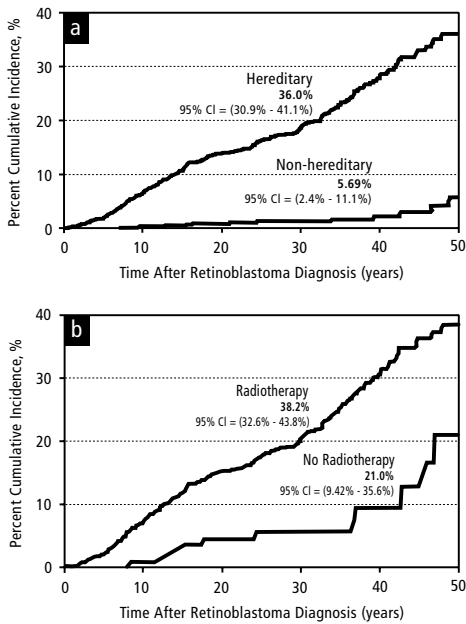 a
Percent Cumulative Incidence, %
40
30
20
10
0
Hereditary
36.0%
95% CI = (30.9% - 41.1%)
Non-hereditary
5.69%
95% CI = (2.4% - 11.1%)
0 10 20 30 40 50
Time After Retinoblastoma Diagnosis (years)
b
Percent Cumulative Incidence, %
40
30
20
10
0
Radiotherapy
38.2%
95% CI = (32.6% - 43.8%)
No Radiotherapy
21.0%
95% CI = (9.42% - 35.6%)
0 10 20 30 40 50
Time After Retinoblastoma Diagnosis (years)